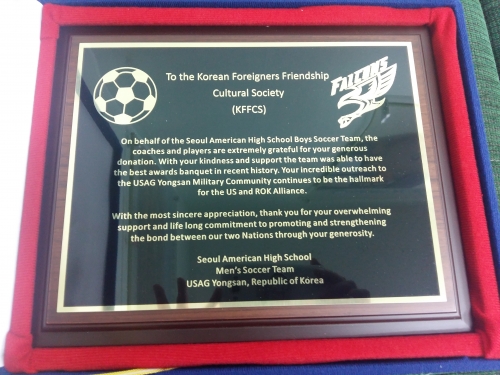 To the Korean Foreigners Friendship
Cultural Society
(KFFCS)
FALCONS
On behalf of the Seoul American High School Boys Soccer Team, the
coaches and players are extremely grateful for your generous
donation. With your kindness and support the team was able to have
the best awards banquet in recent history. Your incredible outreach to
the USAG Yongsan Military Community continues to be the hallmark
for the US and ROK Alliance.
With the most sincere appreciation, thank you for your overwhelming
support and life long commitment to promoting and strengthening
the bond between our two Nations through your generosity.
Seoul American High School
Men's Soccer Team
USAG Yongsan, Republic of Korea